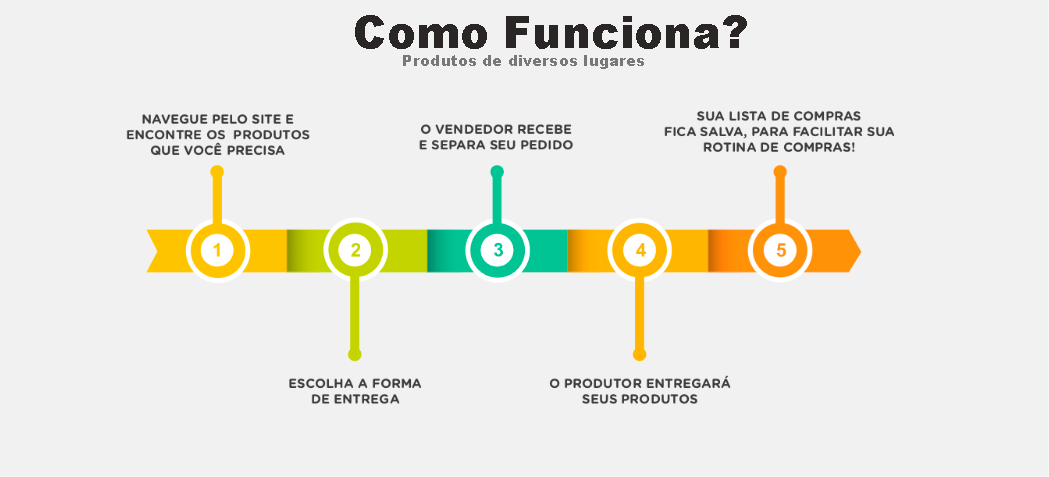 Como Funciona?
Produtos de diversos lugares
NAVEGUE PELO SITE E
ENCONTRE OS PRODUTOS
QUE VOCÊ PRECISA
O VENDEDOR RECEBE
E SEPARA SEU PEDIDO
SUA LISTA DE COMPRAS
FICA SALVA, PARA FACILITAR SUA
ROTINA DE COMPRAS!
1
2
3
4
5
ESCOLHA A FORMA
DE ENTREGA
O PRODUTOR ENTREGARÁ
SEUS PRODUTOS